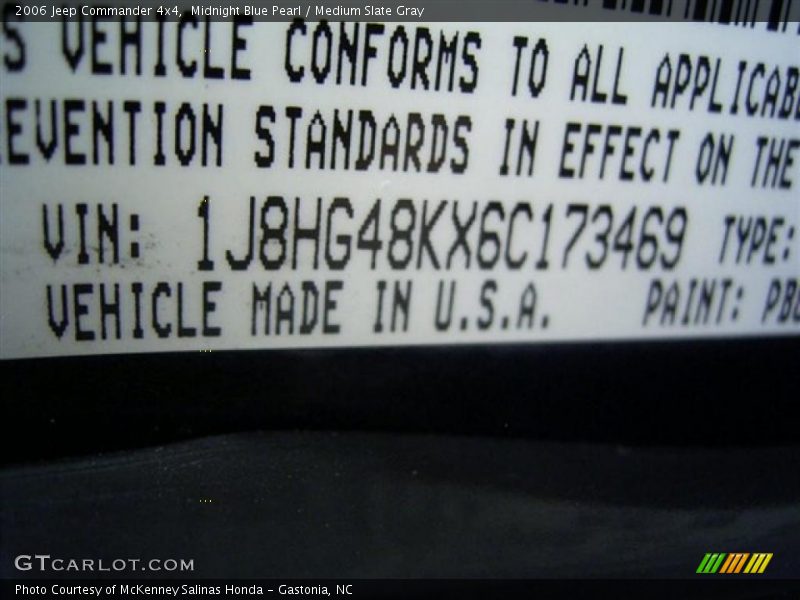 2006 Jeep Commander 4x4, Midnight Blue Pearl / Medium Slate Gray
S VEHICLE CONFORMS TO ALL APPLICAB
EVENTION STANDARDS IN EFFECT ON THE
VIN: 1J8HG48KX6C173469 TYPE:
VEHICLE MADE IN U.S.A. PAINT: PB
GTCARLOT.COM
Photo Courtesy of McKenney Salinas Honda - Gastonia, NC